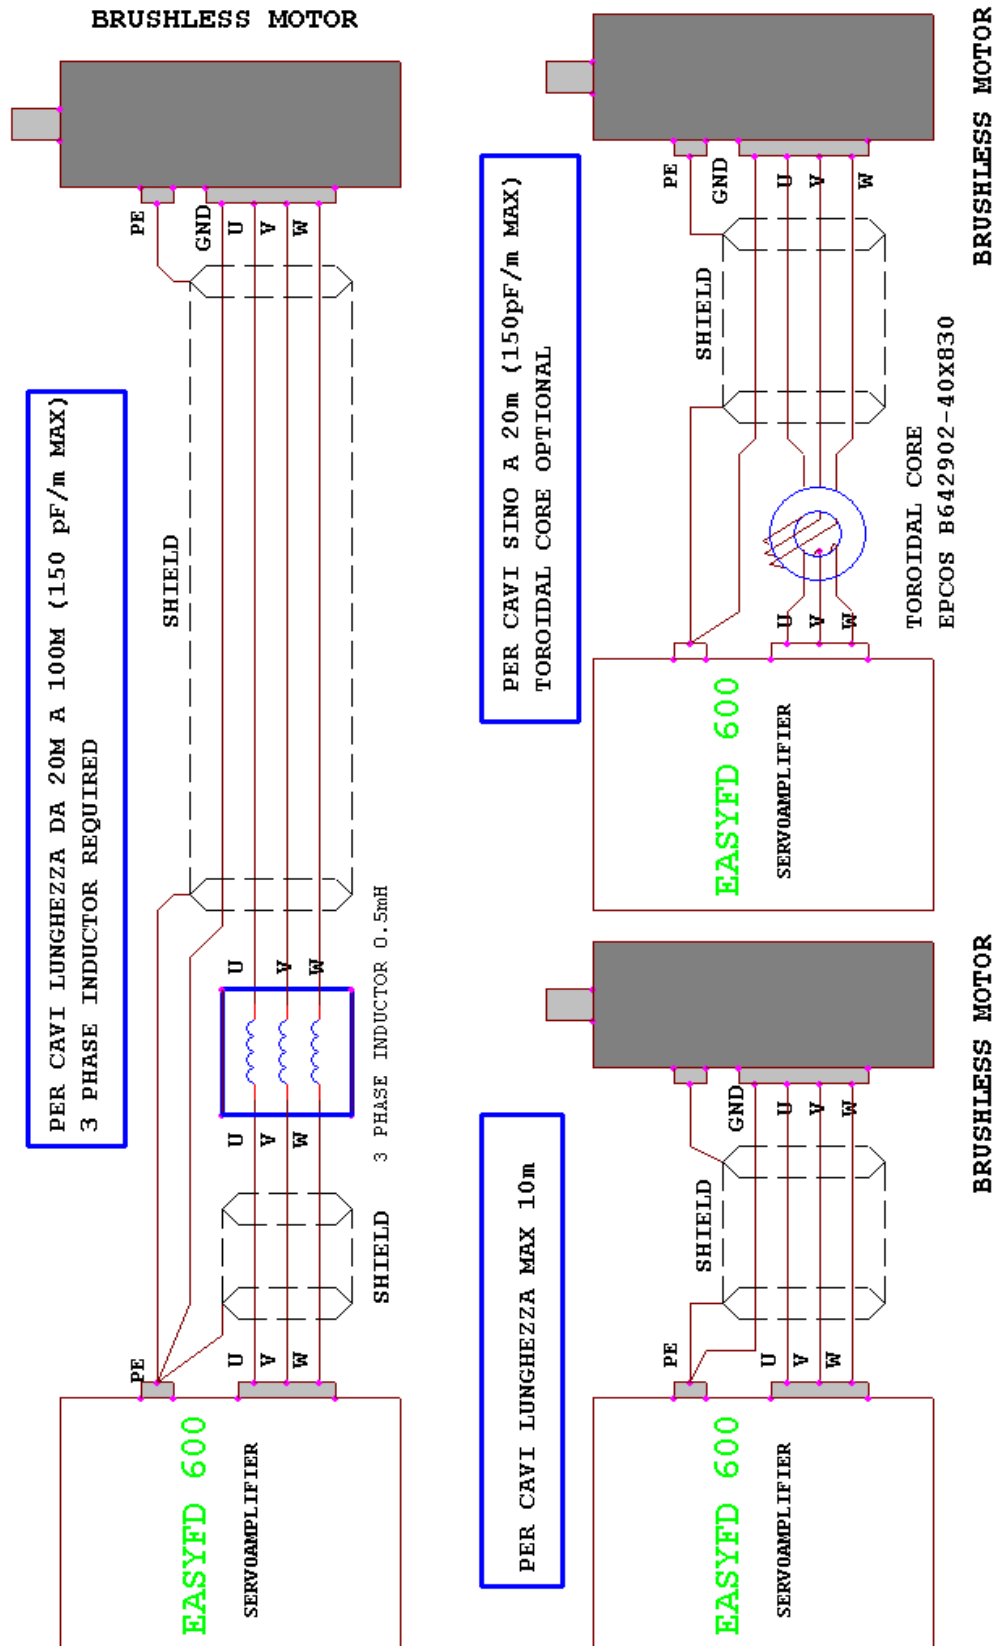 BRUSHLESS MOTOR
PE
GND
U
V
W
SHIELD
PER CAVI LUNGHEZZA DA 20M A 100M (150 pF/m MAX)
3 PHASE INDUCTOR REQUIRED
U
V
W
3 PHASE INDUCTOR 0.5mH
U
V
W
SHIELD
PE
U
V
W
EASYFD 600
SERVOAMPLIFIER
BRUSHLESS MOTOR
PE
GND
U
V
W
SHIELD
PER CAVI SINO A 20m (150pF/m MAX)
TOROIDAL CORE OPTIONAL
TOROIDAL CORE
EPCOS B642902-40X830
U
V
W
EASYFD 600
SERVOAMPLIFIER
BRUSHLESS MOTOR
GND
U
V
W
SHIELD
PER CAVI LUNGHEZZA MAX 10m
PE
U
V
W
EASYFD 600
SERVOAMPLIFIER